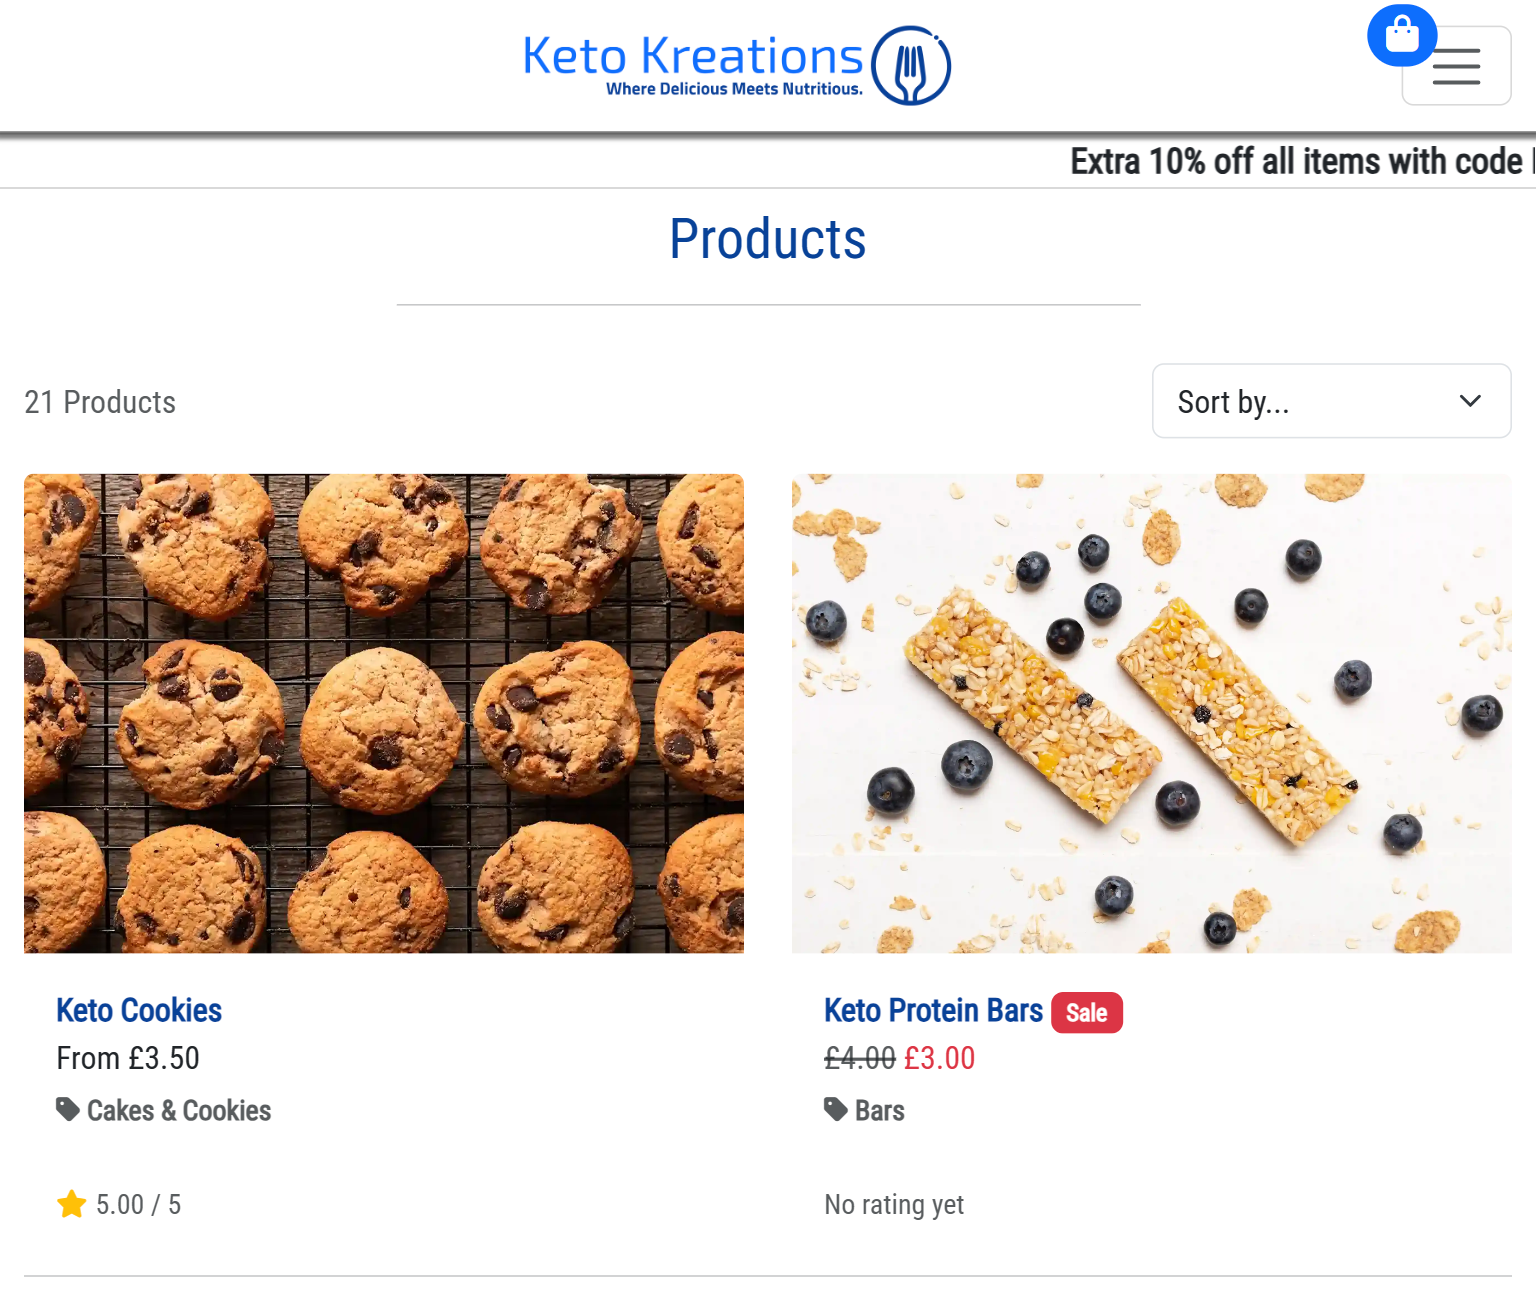 Keto Kreations
Where Delicious Meets Nutritious.
Extra 10% off all items with code
Products
21 Products
Sort by...
Keto Cookies
From £3.50
Cakes & Cookies
5.00 / 5
Keto Protein Bars Sale
£4.00 £3.00
Bars
No rating yet